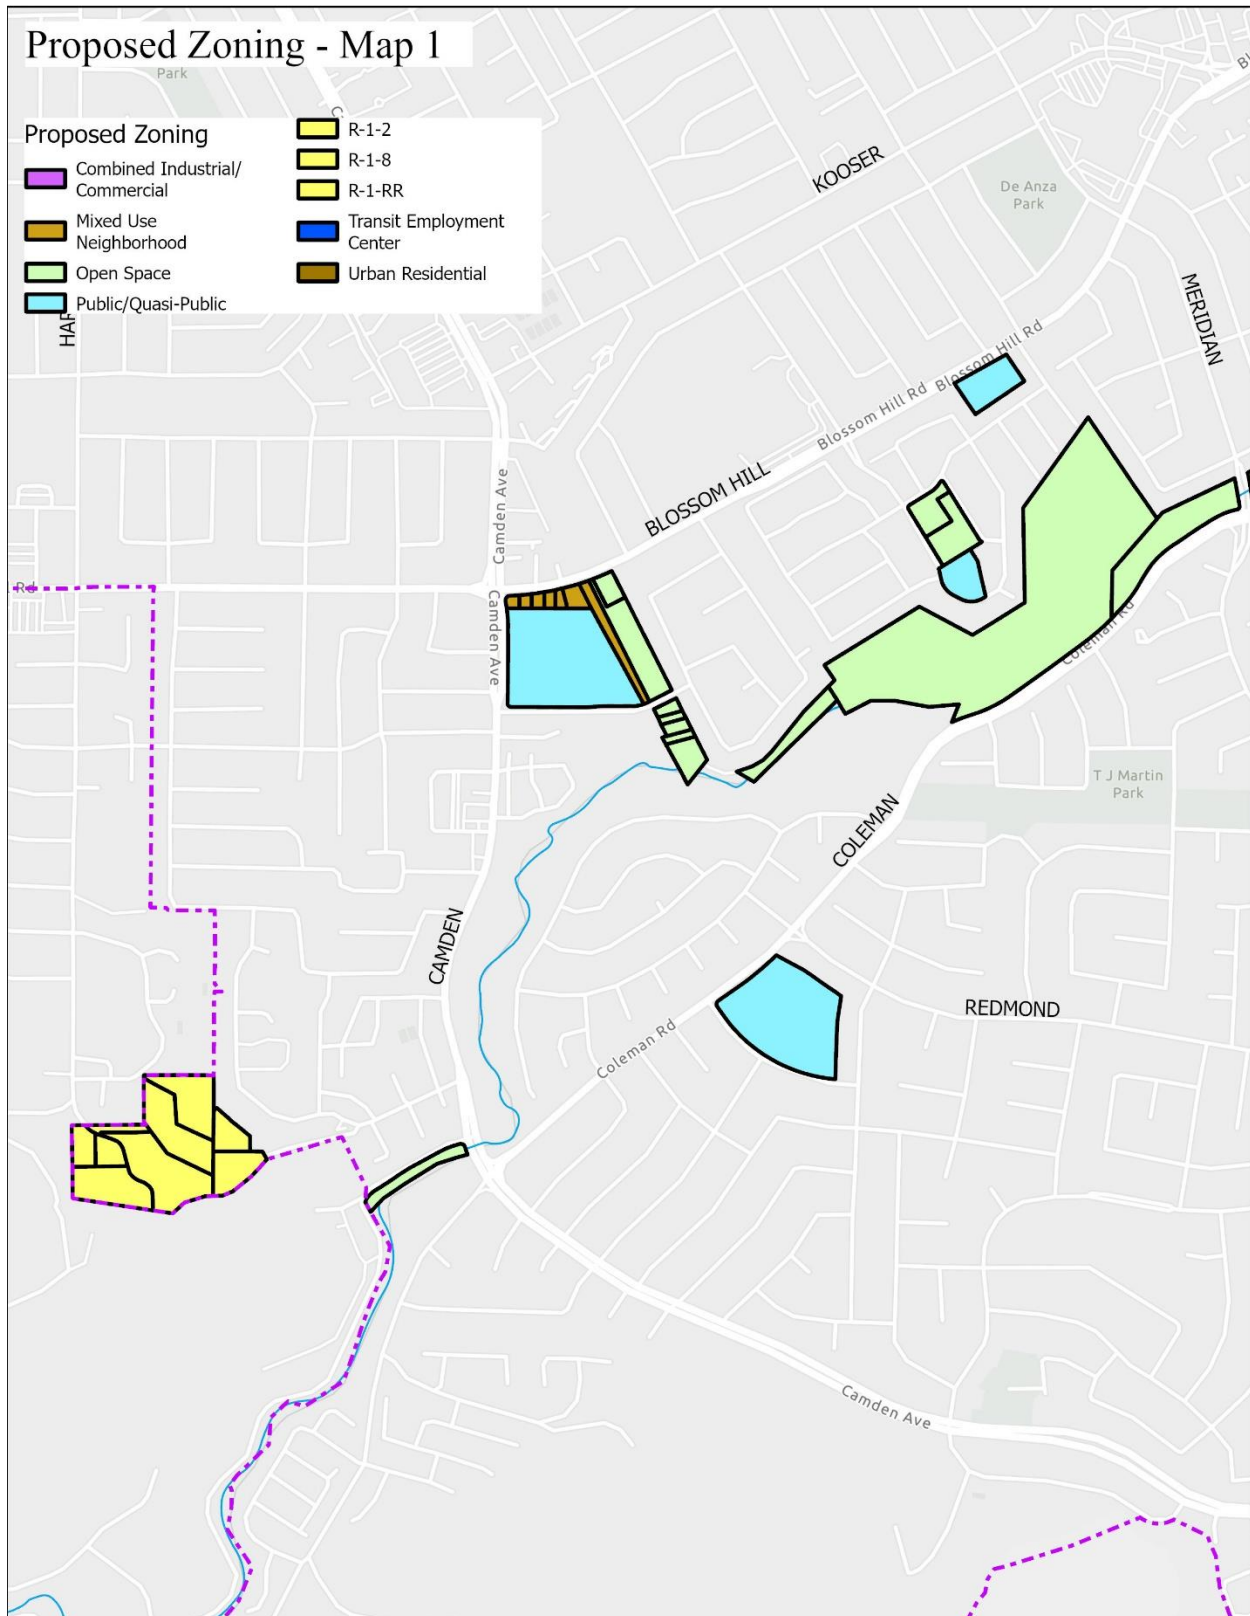 Proposed Zoning - Map 1
Park
Proposed Zoning
Combined Industrial/
Commercial
Mixed Use
Neighborhood
Open Space
Public/Quasi-Public
R-1-2
R-1-8
R-1-RR
Transit Employment
Center
Urban Residential
KOOSER
De Anza
Park
MERIDIAN
Blossom Hill Rd
Blossom Hill Rd
BLOSSOM HILL
Camden Ave
Camden Ave
Rd
Coleman Rd
T J Martin
Park
COLEMAN
CAMDEN
REDMOND
Coleman Rd
Camden Ave